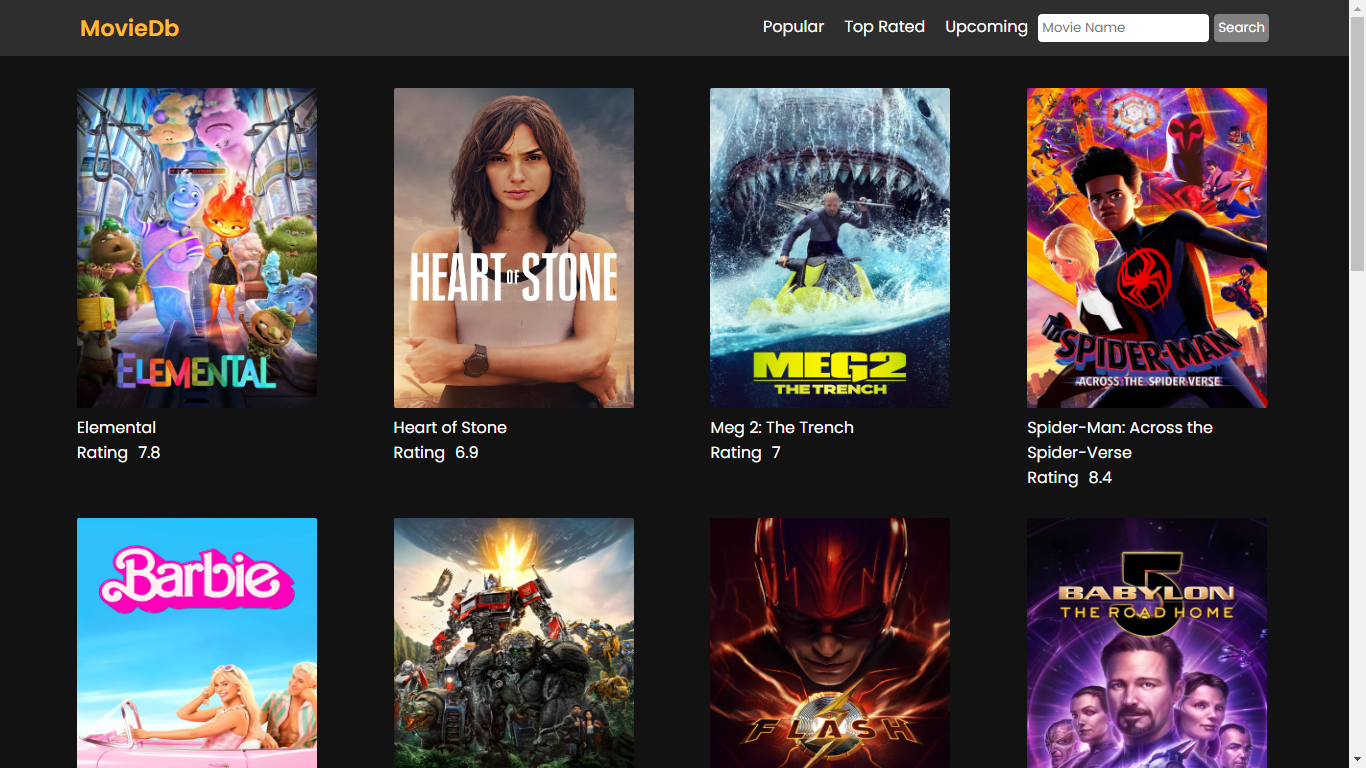 MovieDb
Popular Top Rated Upcoming Movie Name Search
ELEMENTAL
HEART OF STONE
MEG2
THE TRENCH
SPIDER-MAN
ACROSS THE SPIDER-VERSE
Elemental
Rating 7.8
Heart of Stone
Rating 6.9
Meg 2: The Trench
Rating 7
Spider-Man: Across the
Spider-Verse
Rating 8.4
Barbie
FLASH
BABYLON 5
THE ROAD HOME